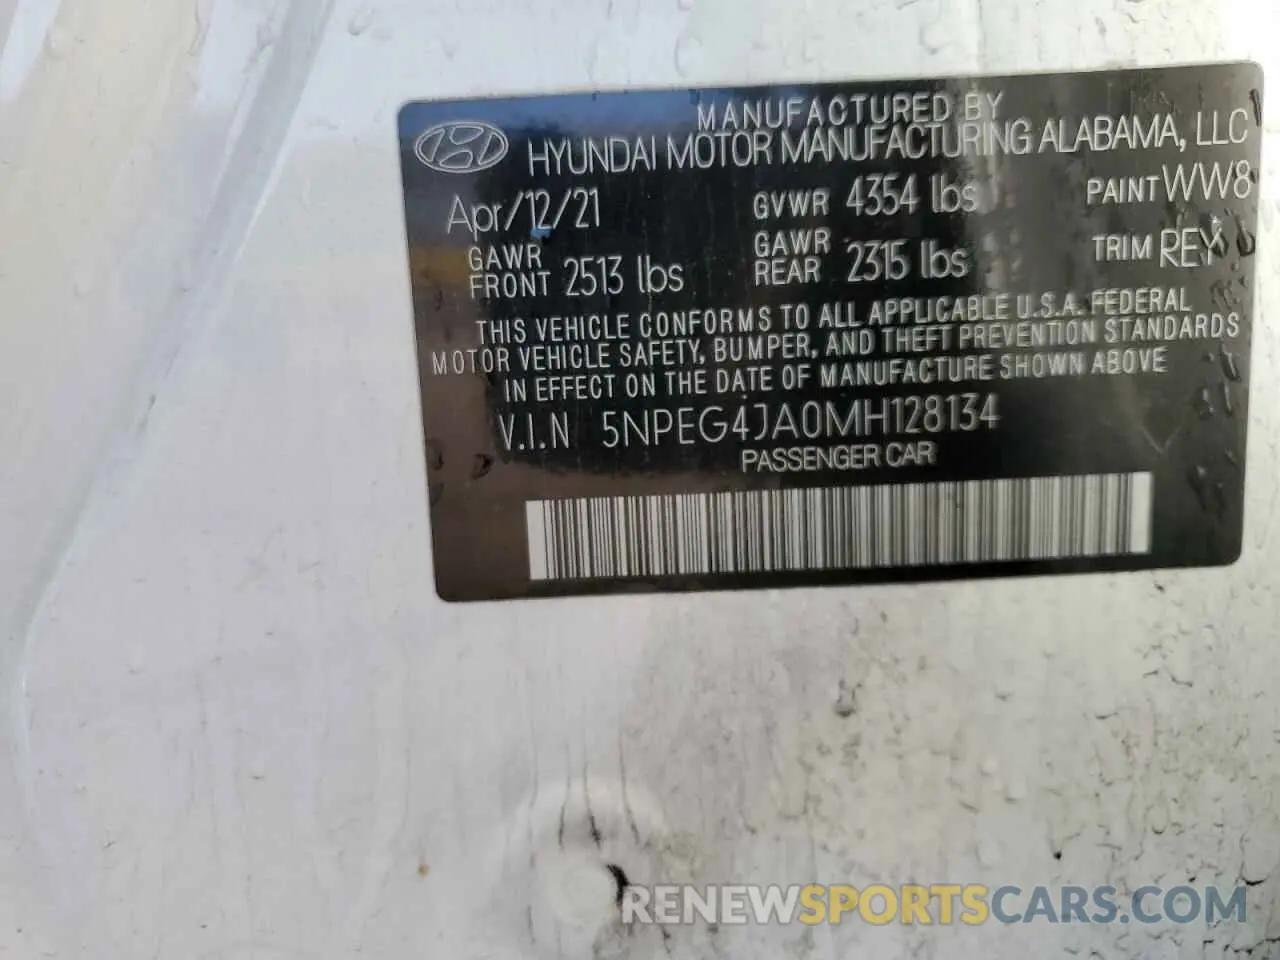 MANUFACTURED BY
HYUNDAI MOTOR MANUFACTURING ALABAMA, LLC
Apr/12/21 GVWR 4354 lbs PAINT WW8
GAWR FRONT 2513 lbs GAWR REAR 2315 lbs TRIM REY
THIS VEHICLE CONFORMS TO ALL APPLICABLE U.S.A. FEDERAL
MOTOR VEHICLE SAFETY, BUMPER, AND THEFT PREVENTION STANDARDS
IN EFFECT ON THE DATE OF MANUFACTURE SHOWN ABOVE
V.I.N 5NPEG4JA0MH128134
PASSENGER CAR
RENEWSPORTSCARS.COM